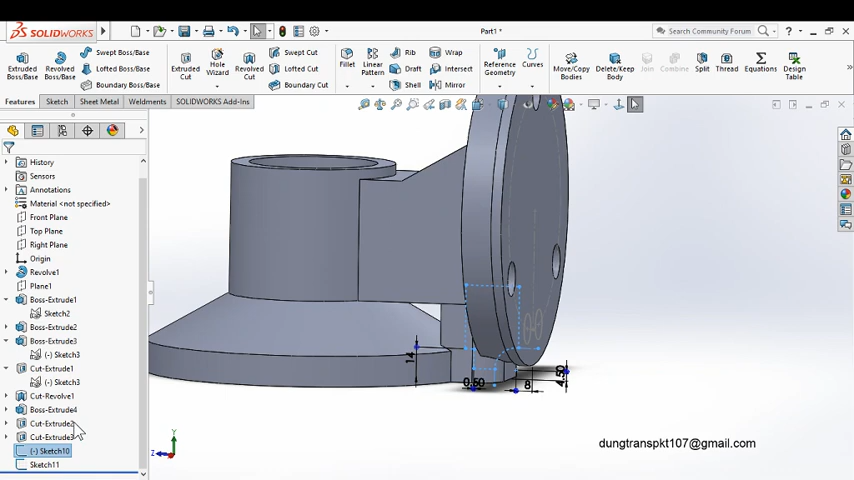 SOLIDWORKS
Part1 *
Search Community Forum
Extruded Boss/Base
Revolved Boss/Base
Swept Boss/Base
Lofted Boss/Base
Boundary Boss/Base
Extruded Cut
Hole Wizard
Revolved Cut
Swept Cut
Lofted Cut
Boundary Cut
Fillet
Linear Pattern
Rib
Draft
Shell
Wrap
Intersect
Mirror
Reference Geometry
Curves
Move/Copy Bodies
Delete/Keep Body
Join
Combine
Split
Thread
Equations
Design Table
Features
Sketch
Sheet Metal
Weldments
SOLIDWORKS Add-Ins
History
Sensors
Annotations
Material <not specified>
Front Plane
Top Plane
Right Plane
Origin
Revolve1
Plane1
Boss-Extrude1
Sketch2
Boss-Extrude2
Boss-Extrude3
(-) Sketch3
Cut-Extrude1
(-) Sketch3
Cut-Revolve1
Boss-Extrude4
Cut-Extrude2
Cut-Extrude3
(-) Sketch10
Sketch11
14
0.50
8
4.50
Y
Z
dungtranspkt107@gmail.com